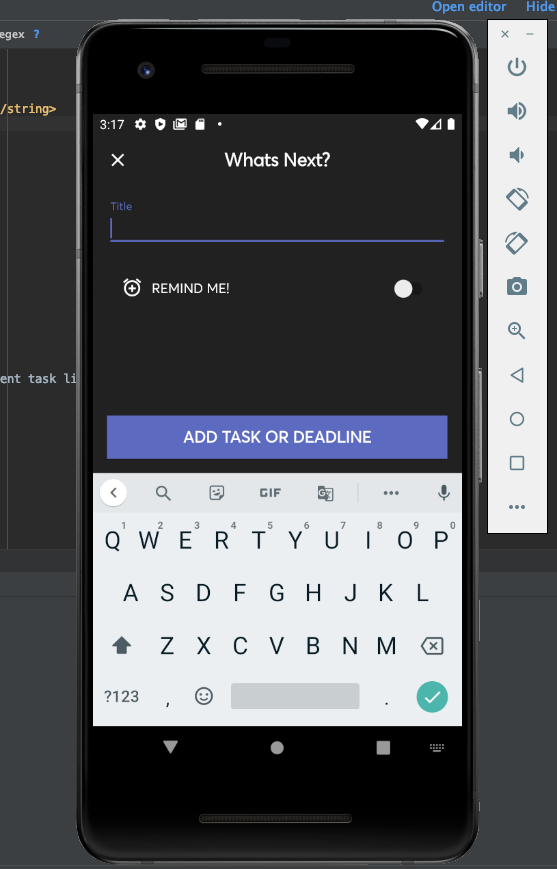 Open editor Hide
egex ?
/string>
3:17
Whats Next?
Title
REMIND ME!
ent task li
ADD TASK OR DEADLINE
GIF
1 2 3 4 5 6 7 8 9 0
Q W E R T Y U I O P
A S D F G H J K L
Z X C V B N M
?123 , .